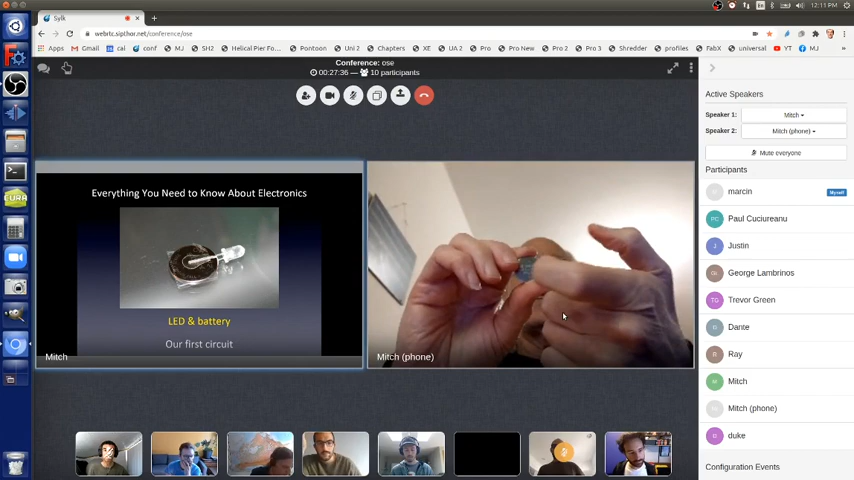 12:11 PM
Sylk
webrtc.sipthor.net/conference/ose
Apps
Gmail
cal
conf
MJ
SH2
Helical Pier Fo...
Pontoon
Uni 2
Chapters
XE
UA 2
Pro
Pro New
Pro 2
Pro 3
Shredder
profiles
FabX
universal
YT
MJ
Conference: ose
00:27:36 — 10 participants
Everything You Need to Know About Electronics
LED & battery
Our first circuit
Mitch
Mitch (phone)
Active Speakers
Speaker 1:
Mitch
Speaker 2:
Mitch (phone)
Mute everyone
Participants
marcin
Myself
PC
Paul Cuciureanu
Justin
George Lambrinos
TG
Trevor Green
D
Dante
R
Ray
M
Mitch
Mitch (phone)
duke
Configuration Events
CURA